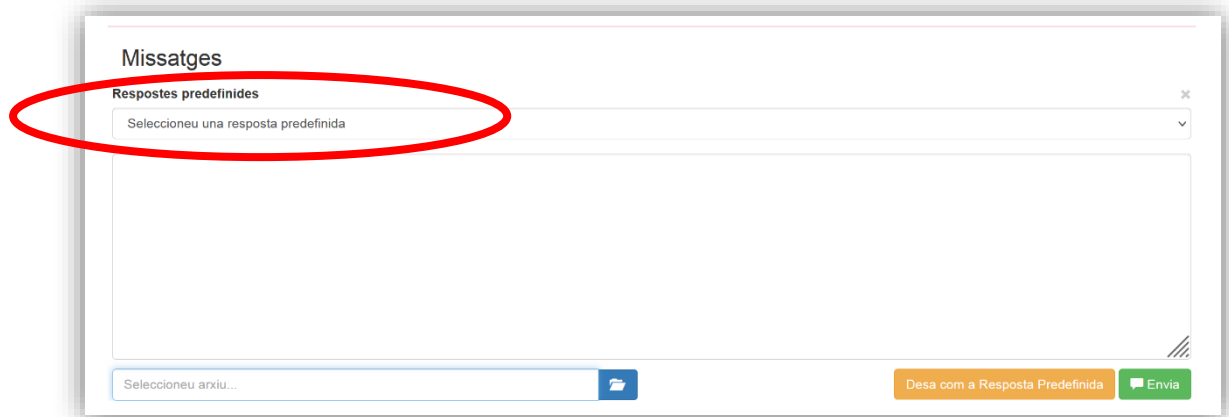 Missatges
Respostes predefinides
Seleccioneu una resposta predefinida
Seleccioneu arxiu...
Desa com a Resposta Predefinida
Envia